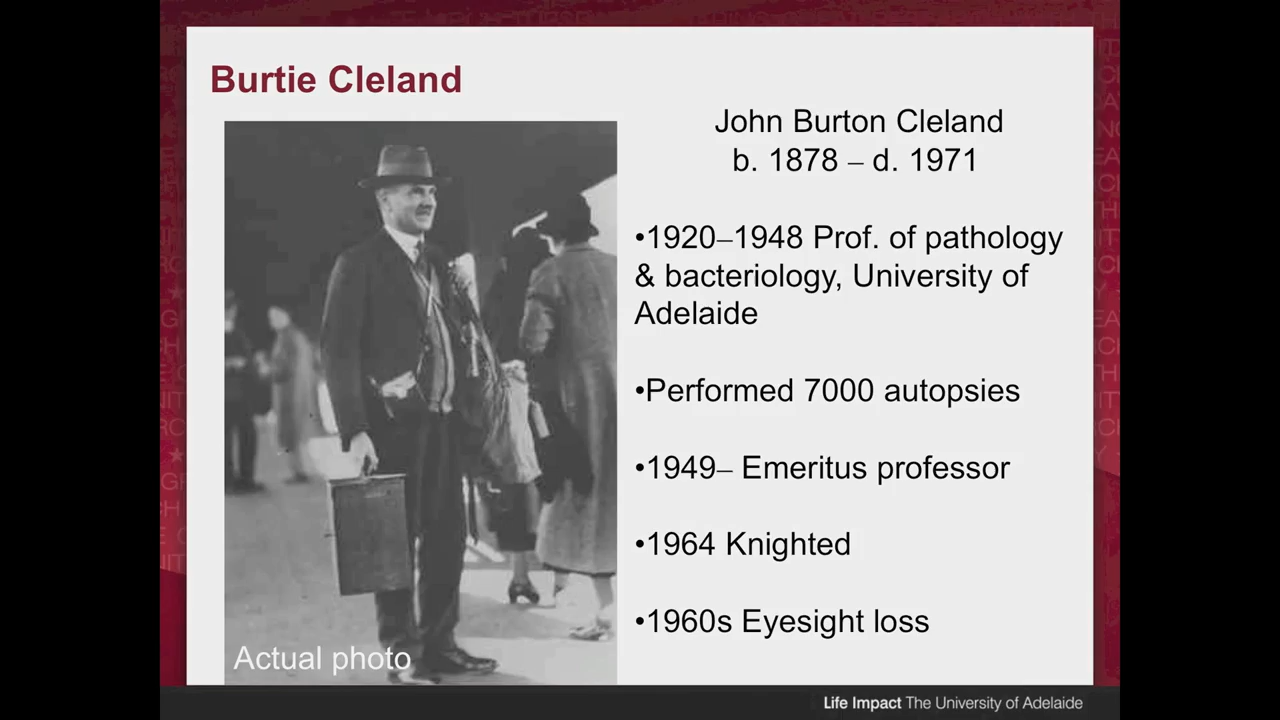 Burtie Cleland
John Burton Cleland
b. 1878 – d. 1971
•1920–1948 Prof. of pathology
& bacteriology, University of
Adelaide
•Performed 7000 autopsies
•1949– Emeritus professor
•1964 Knighted
•1960s Eyesight loss
Actual photo
Life Impact The University of Adelaide